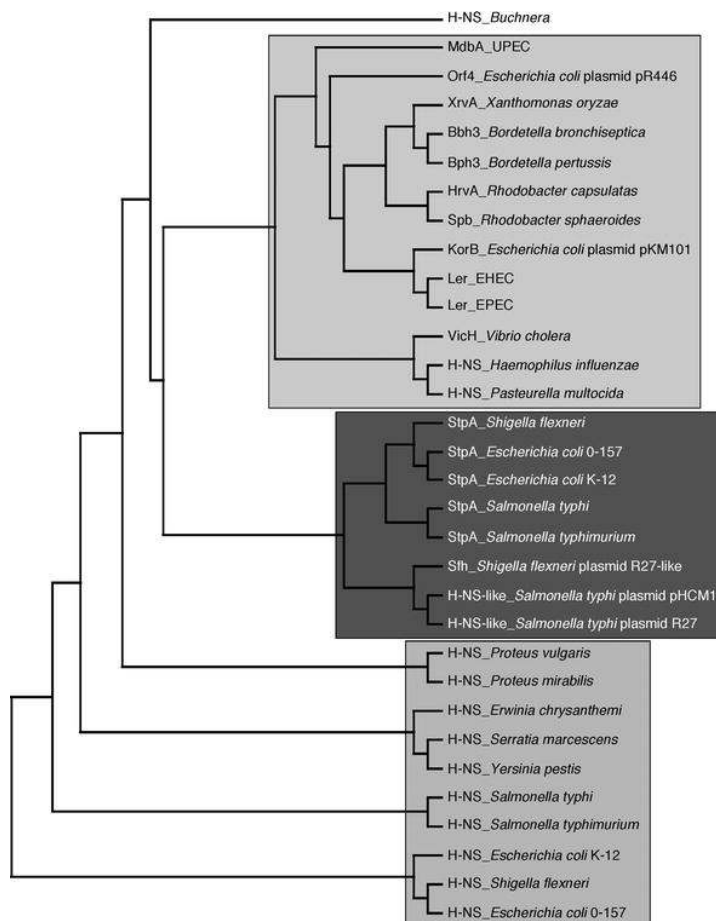 H-NS_Buchnera
MdbA_UPEC
Orf4_Escherichia coli plasmid pR446
XrvA_Xanthomonas oryzae
Bbh3_Bordetella bronchiseptica
Bph3_Bordetella pertussis
HrvA_Rhodobacter capsulatas
Spb_Rhodobacter sphaeroides
KorB_Escherichia coli plasmid pKM101
Ler_EHEC
Ler_EPEC
VicH_Vibrio cholera
H-NS_Haemophilus influenzae
H-NS_Pasteurella multocida
StpA_Shigella flexneri
StpA_Escherichia coli 0-157
StpA_Escherichia coli K-12
StpA_Salmonella typhi
StpA_Salmonella typhimurium
Sfh_Shigella flexneri plasmid R27-like
H-NS-like_Salmonella typhi plasmid pHCM1
H-NS-like_Salmonella typhi plasmid R27
H-NS_Proteus vulgaris
H-NS_Proteus mirabilis
H-NS_Erwinia chrysanthemi
H-NS_Serratia marcescens
H-NS_Yersinia pestis
H-NS_Salmonella typhi
H-NS_Salmonella typhimurium
H-NS_Escherichia coli K-12
H-NS_Shigella flexneri
H-NS_Escherichia coli 0-157